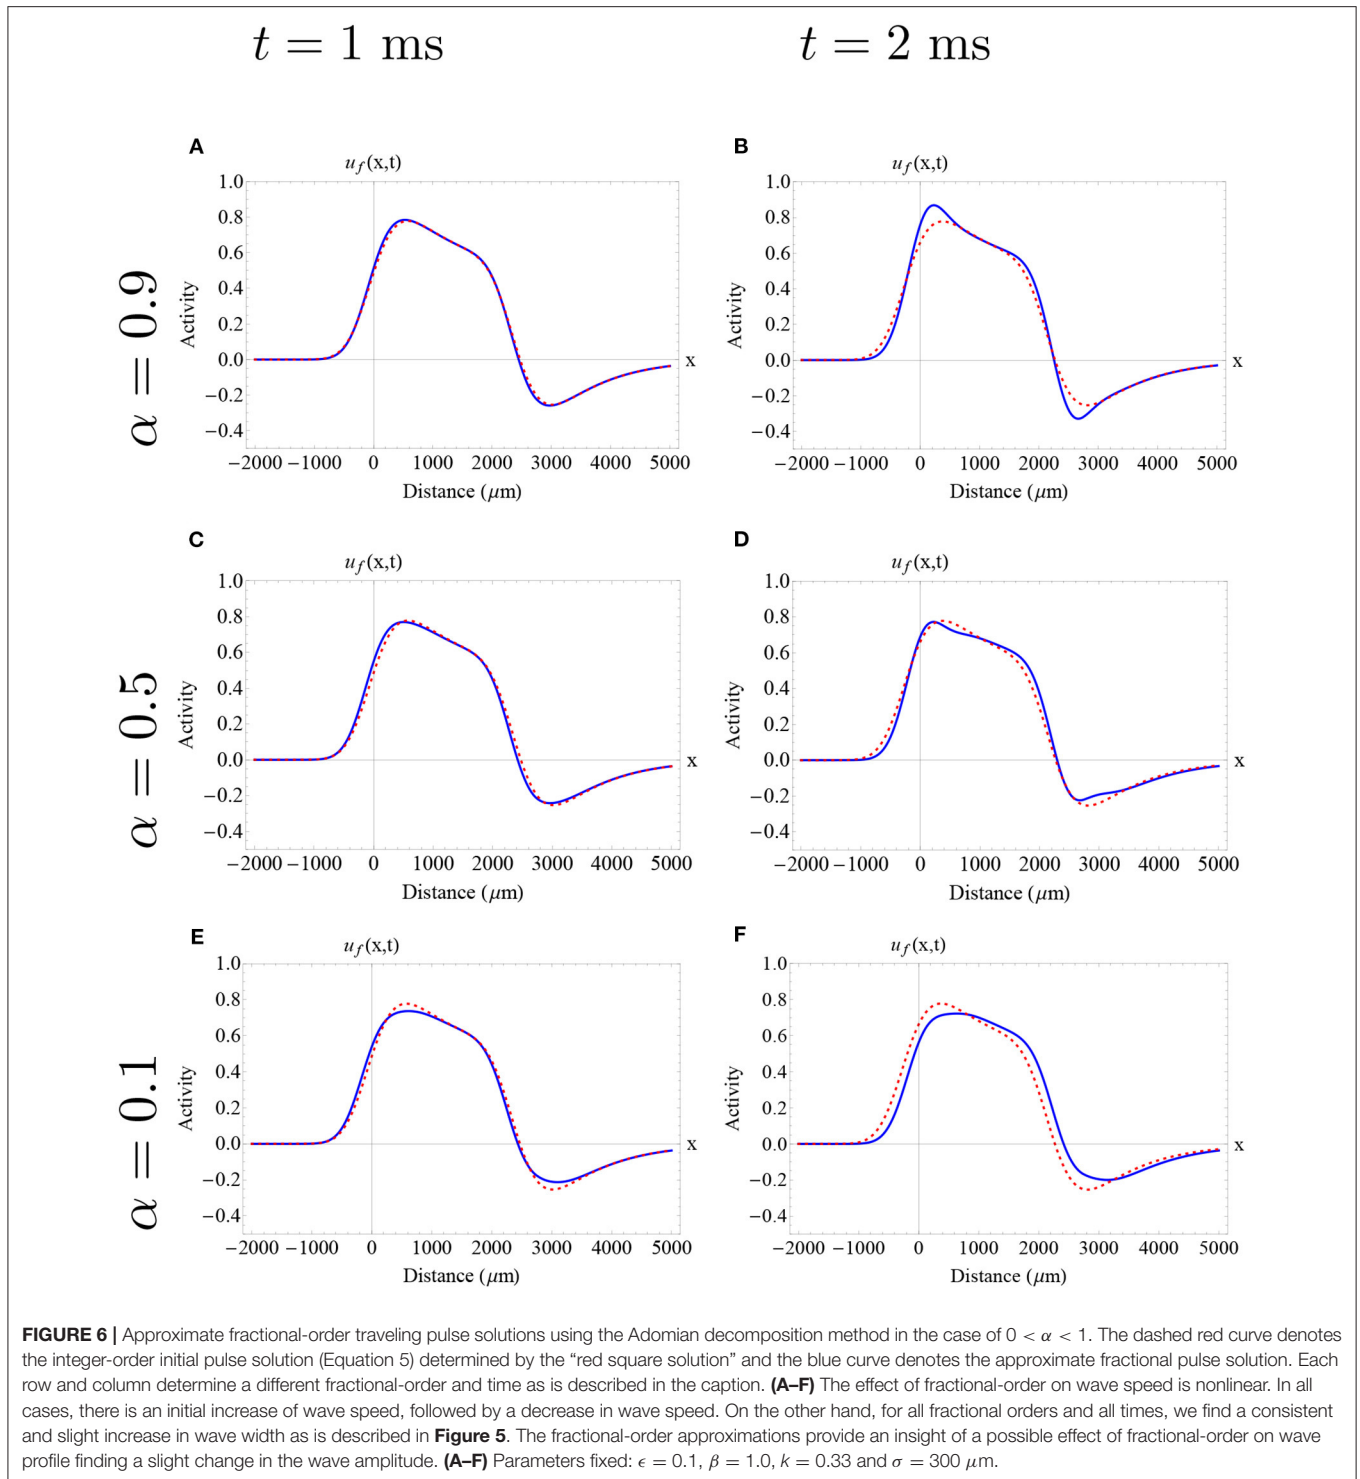 t = 1 ms
t = 2 ms
α = 0.9
A
u_f(x,t)
1.0
0.8
0.6
0.4
0.2
0.0
−0.2
−0.4
Activity
x
−2000 −1000 0 1000 2000 3000 4000 5000
Distance (μm)
B
u_f(x,t)
1.0
0.8
0.6
0.4
0.2
0.0
−0.2
−0.4
Activity
x
−2000 −1000 0 1000 2000 3000 4000 5000
Distance (μm)
α = 0.5
C
u_f(x,t)
1.0
0.8
0.6
0.4
0.2
0.0
−0.2
−0.4
Activity
x
−2000 −1000 0 1000 2000 3000 4000 5000
Distance (μm)
D
u_f(x,t)
1.0
0.8
0.6
0.4
0.2
0.0
−0.2
−0.4
Activity
x
−2000 −1000 0 1000 2000 3000 4000 5000
Distance (μm)
α = 0.1
E
u_f(x,t)
1.0
0.8
0.6
0.4
0.2
0.0
−0.2
−0.4
Activity
x
−2000 −1000 0 1000 2000 3000 4000 5000
Distance (μm)
F
u_f(x,t)
1.0
0.8
0.6
0.4
0.2
0.0
−0.2
−0.4
Activity
x
−2000 −1000 0 1000 2000 3000 4000 5000
Distance (μm)
FIGURE 6 | Approximate fractional-order traveling pulse solutions using the Adomian decomposition method in the case of 0 < α < 1. The dashed red curve denotes
the integer-order initial pulse solution (Equation 5) determined by the “red square solution” and the blue curve denotes the approximate fractional pulse solution. Each
row and column determine a different fractional-order and time as is described in the caption. (A–F) The effect of fractional-order on wave speed is nonlinear. In all
cases, there is an initial increase of wave speed, followed by a decrease in wave speed. On the other hand, for all fractional orders and all times, we find a consistent
and slight increase in wave width as is described in Figure 5. The fractional-order approximations provide an insight of a possible effect of fractional-order on wave
profile finding a slight change in the wave amplitude. (A–F) Parameters fixed: ϵ = 0.1, β = 1.0, k = 0.33 and σ = 300 μm.